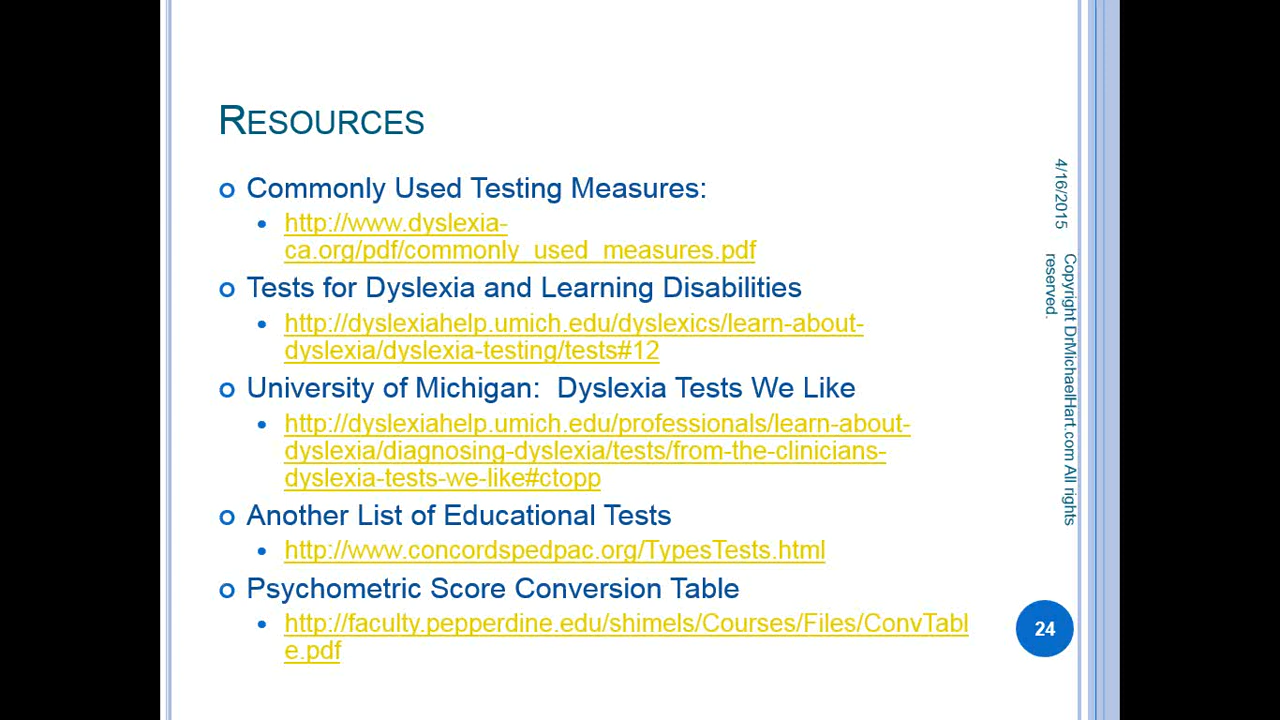 RESOURCES
Commonly Used Testing Measures:
http://www.dyslexia-
ca.org/pdf/commonly_used_measures.pdf
Tests for Dyslexia and Learning Disabilities
http://dyslexiahelp.umich.edu/dyslexics/learn-about-
dyslexia/dyslexia-testing/tests#12
University of Michigan:  Dyslexia Tests We Like
http://dyslexiahelp.umich.edu/professionals/learn-about-
dyslexia/diagnosing-dyslexia/tests/from-the-clinicians-
dyslexia-tests-we-like#ctopp
Another List of Educational Tests
http://www.concordspedpac.org/TypesTests.html
Psychometric Score Conversion Table
http://faculty.pepperdine.edu/shimels/Courses/Files/ConvTabl
e.pdf
4/16/2015
Copyright DrMichaelHart.com All rights
reserved.
24